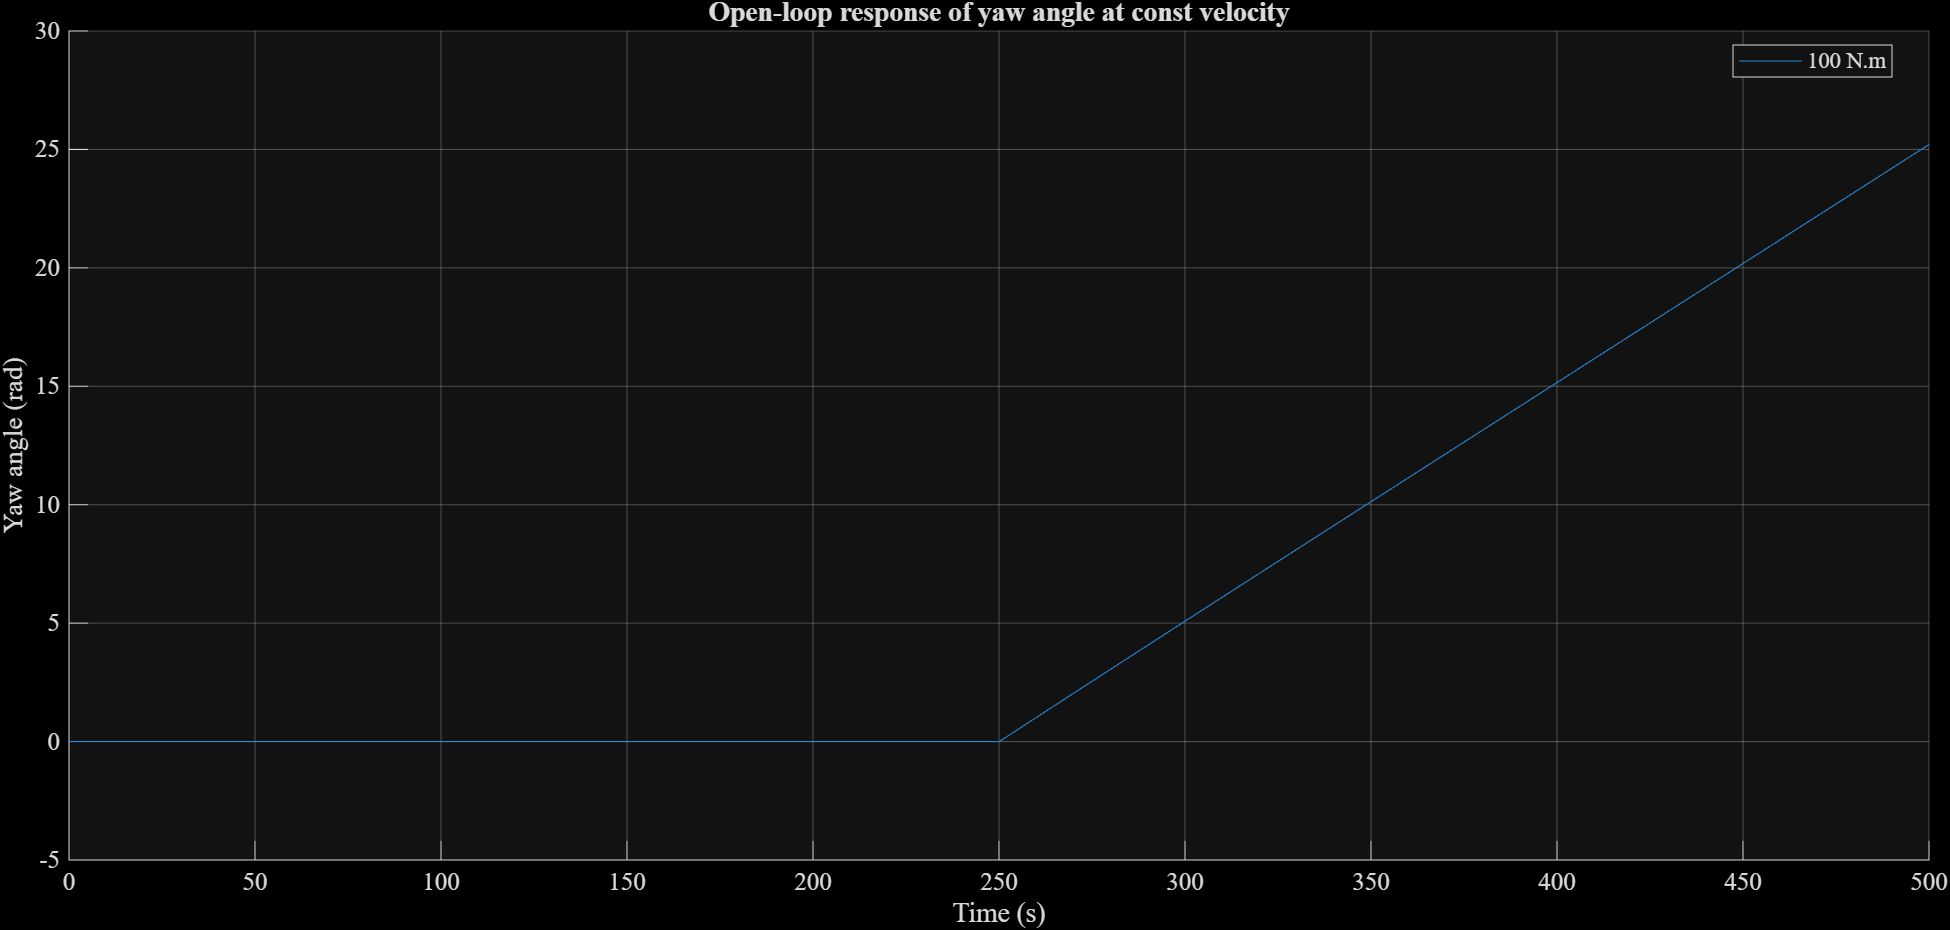 Open-loop response of yaw angle at const velocity
100 N.m
30
25
20
15
10
5
0
-5
Yaw angle (rad)
0 50 100 150 200 250 300 350 400 450 500
Time (s)